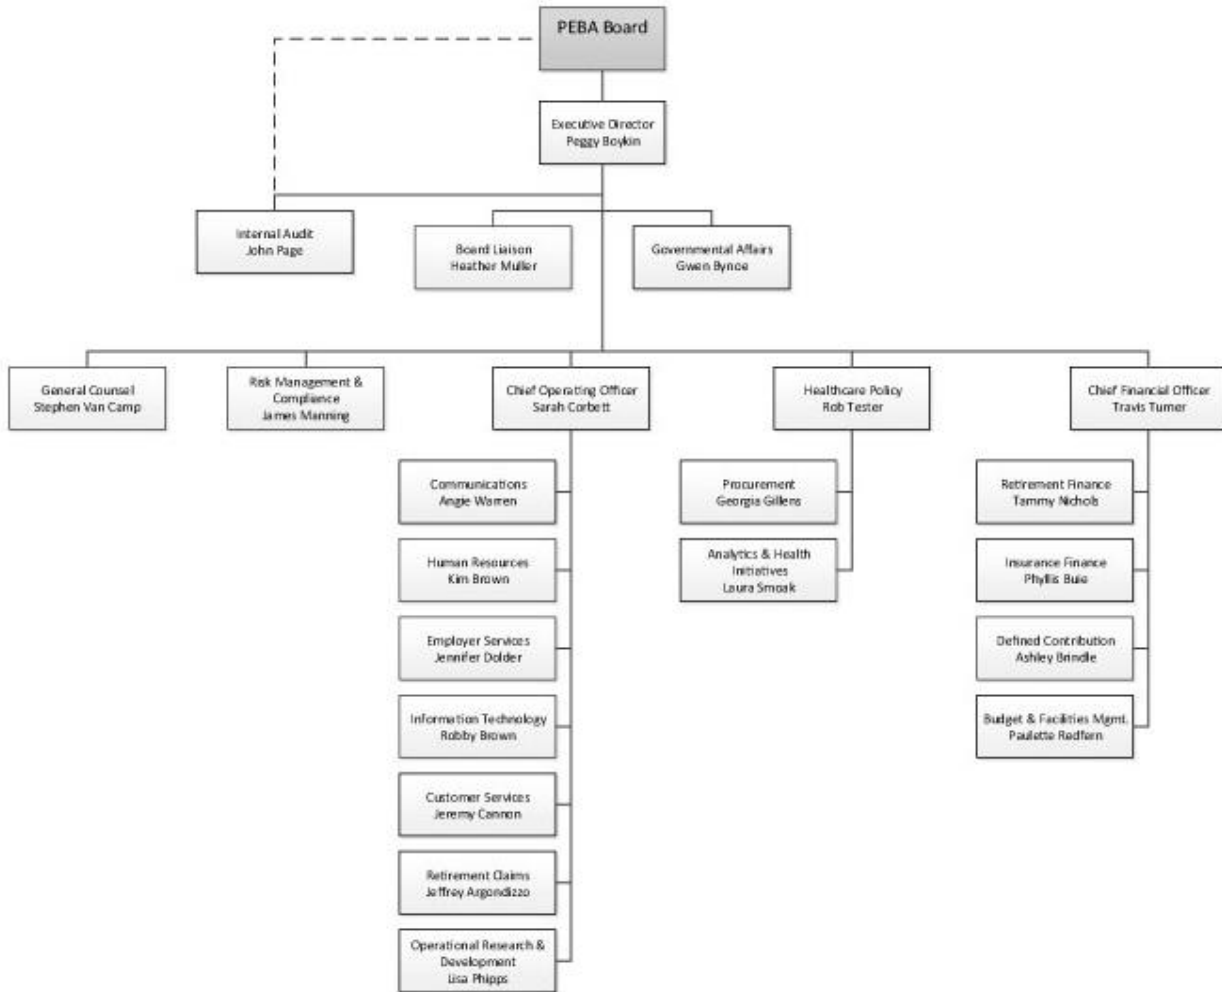 PEBA Board
Executive Director
Peggy Boykin
Internal Audit
John Page
Board Liaison
Heather Muller
Governmental Affairs
Gwen Bynoe
General Counsel
Stephen Van Camp
Risk Management &
Compliance
James Manning
Chief Operating Officer
Sarah Corbett
Healthcare Policy
Rob Tester
Chief Financial Officer
Travis Turner
Communications
Angie Warren
Human Resources
Kim Brown
Employer Services
Jennifer Dolder
Information Technology
Robby Brown
Customer Services
Jeremy Cannon
Retirement Claims
Jeffrey Argondizzo
Operational Research &
Development
Lisa Phipps
Procurement
Georgia Gillens
Analytics & Health
Initiatives
Laura Smoak
Retirement Finance
Tammy Nichols
Insurance Finance
Phyllis Buie
Defined Contribution
Ashley Brindle
Budget & Facilities Mgmt.
Paulette Redfern